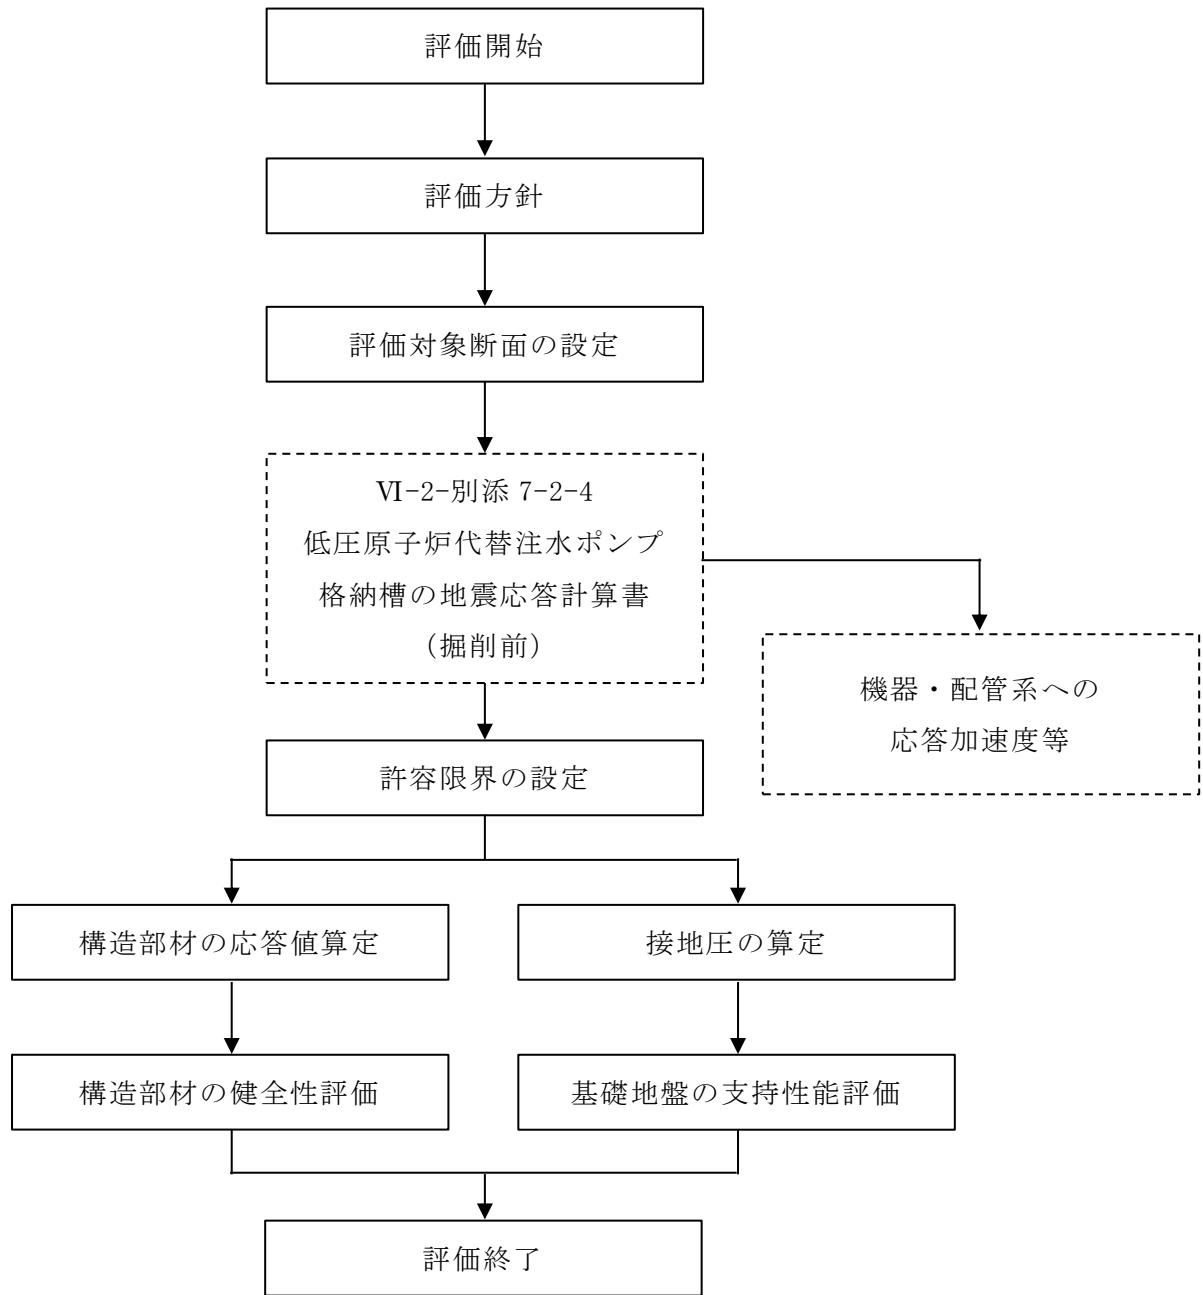 評価開始
評価方針
評価対象断面の設定
Ⅵ-2-別添 7-2-4
低圧原子炉代替注水ポンプ
格納槽の地震応答計算書
（掘削前）
機器・配管系への
応答加速度等
許容限界の設定
構造部材の応答値算定
接地圧の算定
構造部材の健全性評価
基礎地盤の支持性能評価
評価終了